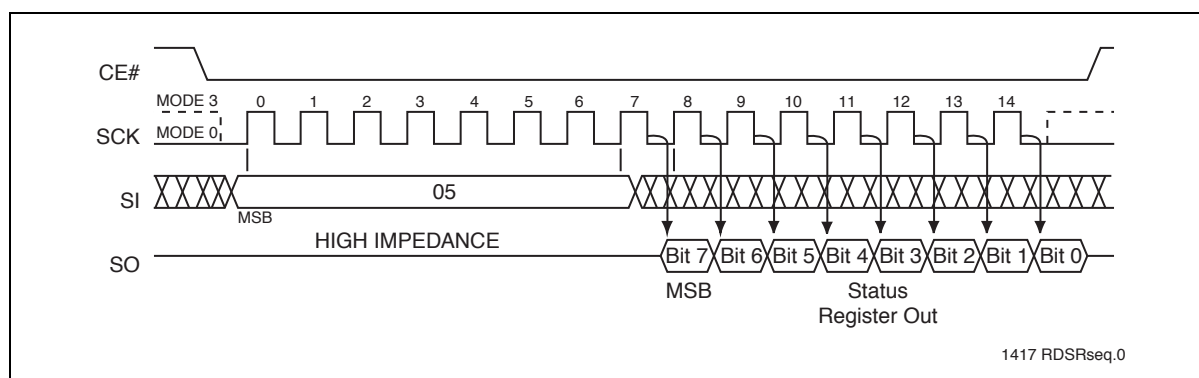 CE#
MODE 3 0 1 2 3 4 5 6 7 8 9 10 11 12 13 14
SCK MODE 0
SI 05
MSB
HIGH IMPEDANCE
SO Bit 7 Bit 6 Bit 5 Bit 4 Bit 3 Bit 2 Bit 1 Bit 0
MSB Status
Register Out
1417 RDSRseq.0